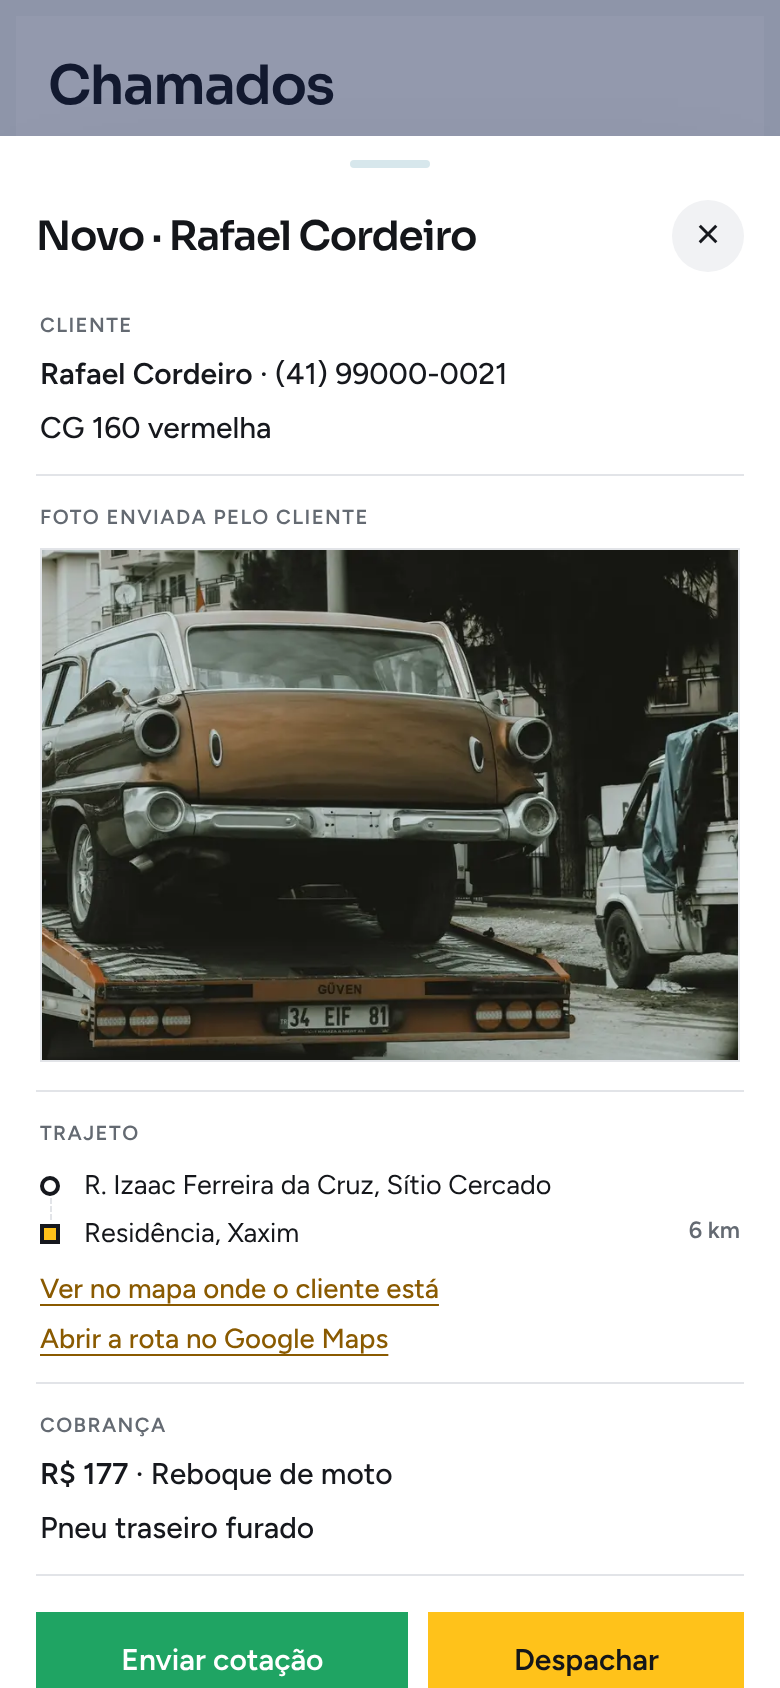 Chamados
Novo · Rafael Cordeiro
CLIENTE
Rafael Cordeiro · (41) 99000-0021
CG 160 vermelha
FOTO ENVIADA PELO CLIENTE
GÜVEN
34 EIF 81
TRAJETO
R. Izaac Ferreira da Cruz, Sítio Cercado
Residência, Xaxim
6 km
Ver no mapa onde o cliente está
Abrir a rota no Google Maps
COBRANÇA
R$ 177 · Reboque de moto
Pneu traseiro furado
Enviar cotação
Despachar